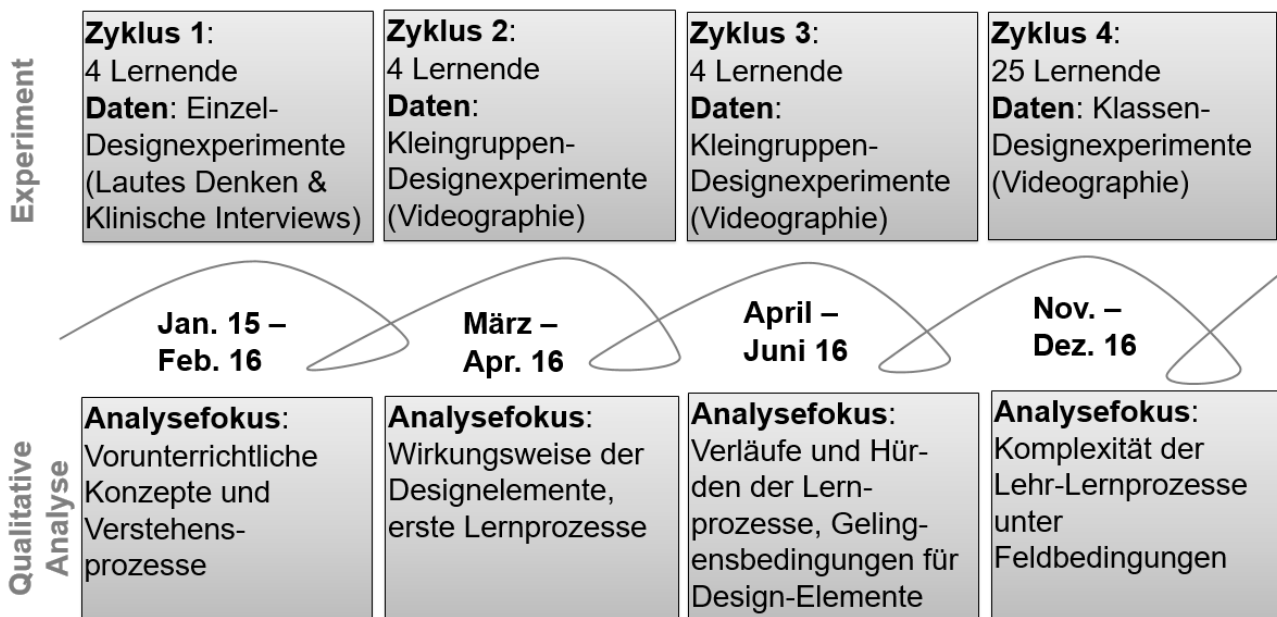 Experiment
Zyklus 1:
4 Lernende
Daten: Einzel-
Designexperimente
(Lautes Denken &
Klinische Interviews)
Zyklus 2:
4 Lernende
Daten:
Kleingruppen-
Designexperimente
(Videographie)
Zyklus 3:
4 Lernende
Daten:
Kleingruppen-
Designexperimente
(Videographie)
Zyklus 4:
25 Lernende
Daten: Klassen-
Designexperimente
(Videographie)
Jan. 15 –
Feb. 16
März –
Apr. 16
April –
Juni 16
Nov. –
Dez. 16
Qualitative
Analyse
Analysefokus:
Vorunterrichtliche
Konzepte und
Verstehens-
prozesse
Analysefokus:
Wirkungsweise der
Designelemente,
erste Lernprozesse
Analysefokus:
Verläufe und Hür-
den der Lern-
prozesse, Geling-
ensbedingungen für
Design-Elemente
Analysefokus:
Komplexität der
Lehr-Lernprozesse
unter
Feldbedingungen